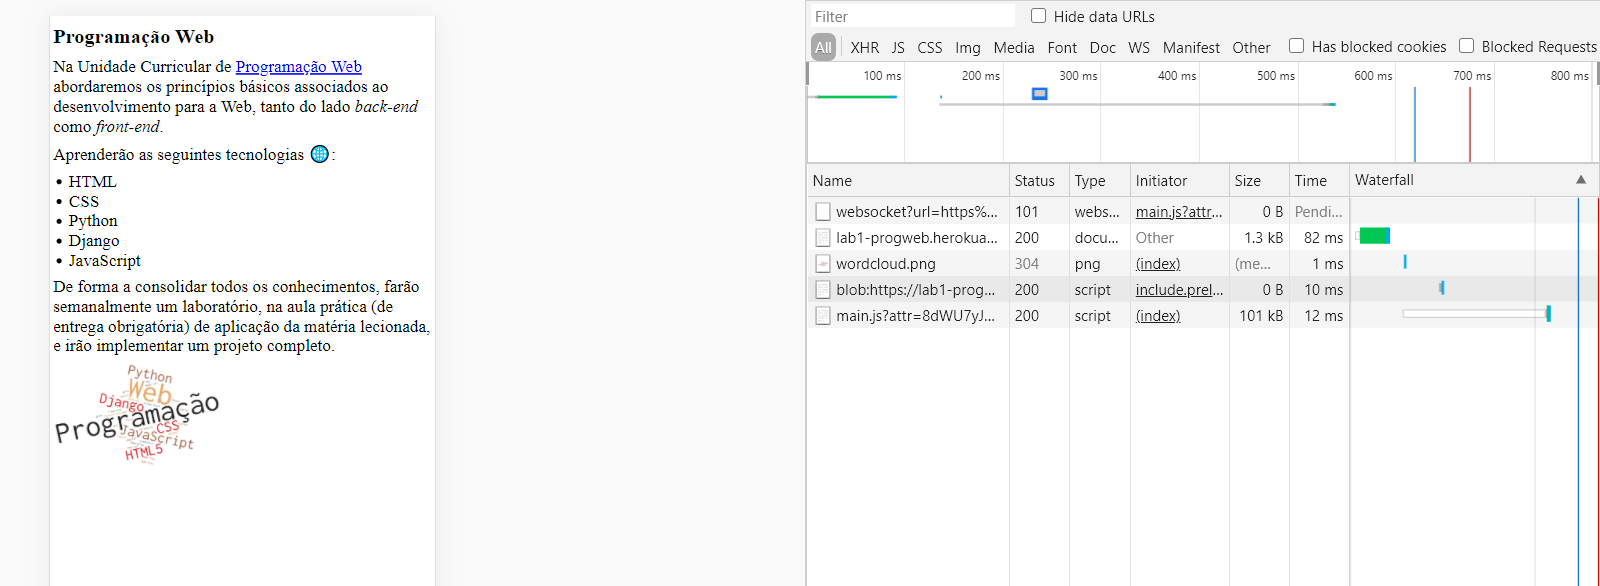 Programação Web
Na Unidade Curricular de Programação Web
abordaremos os princípios básicos associados ao
desenvolvimento para a Web, tanto do lado back-end
como front-end.
Aprenderão as seguintes tecnologias :
• HTML
• CSS
• Python
• Django
• JavaScript
De forma a consolidar todos os conhecimentos, farão
semanalmente um laboratório, na aula prática (de
entrega obrigatória) de aplicação da matéria lecionada,
e irão implementar um projeto completo.
Python
Web
Django
Programação
CSS
JavaScript
HTML5
Filter Hide data URLs
All XHR JS CSS Img Media Font Doc WS Manifest Other Has blocked cookies Blocked Requests
100 ms 200 ms 300 ms 400 ms 500 ms 600 ms 700 ms 800 ms
Name Status Type Initiator Size Time Waterfall
websocket?url=https%... 101 webs... main.js?attr... 0 B Pendi...
lab1-progweb.herokua... 200 docu... Other 1.3 kB 82 ms
wordcloud.png 304 png (index) (me... 1 ms
blob:https://lab1-prog... 200 script include.prel... 0 B 10 ms
main.js?attr=8dWU7yJ... 200 script (index) 101 kB 12 ms